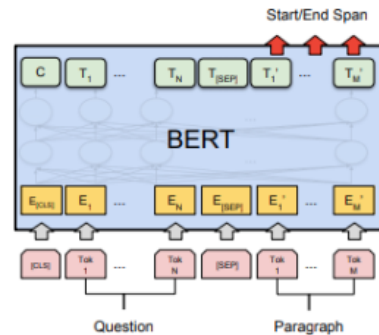 Start/End Span
C T1 ... TN T[SEP] T1' ... TM'
BERT
E[CLS] E1 ... EN E[SEP] E1' ... EM'
[CLS] Tok 1 ... Tok N [SEP] Tok 1 ... Tok M
Question Paragraph